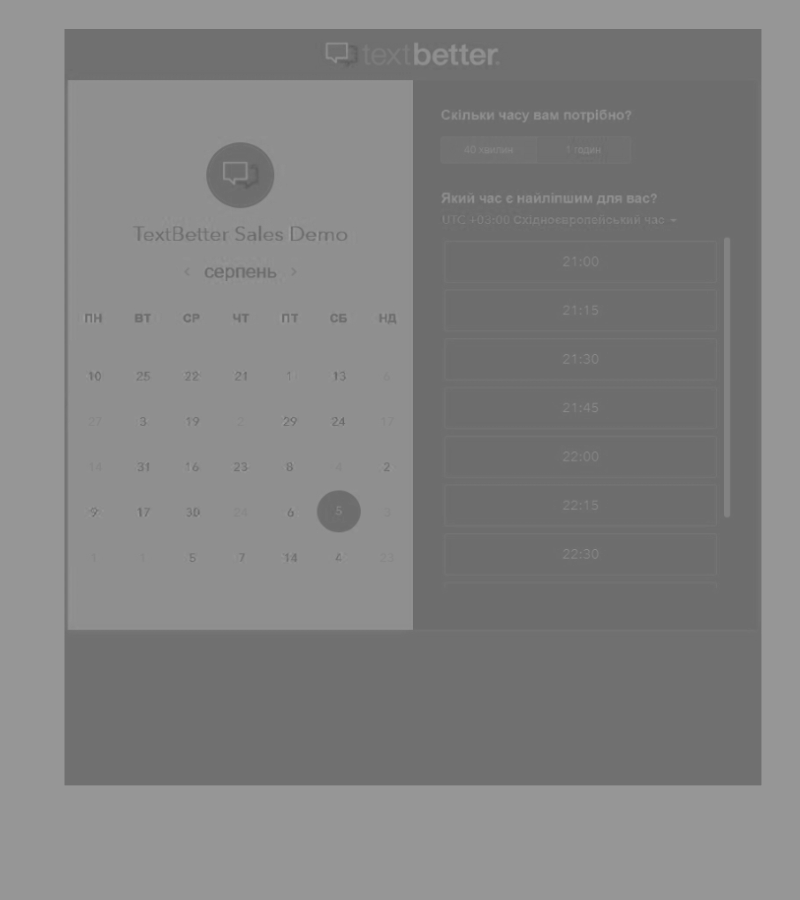 textbetter.
TextBetter Sales Demo
‹ серпень ›
ПН ВТ СР ЧТ ПТ СБ НД
10 25 22 21 1 13 6
27 3 19 2 29 24 17
14 31 16 23 8 4 2
9 17 30 24 6 5 3
1 1 5 7 14 4 23
Скільки часу вам потрібно?
40 хвилин 1 годин
Який час є найліпшим для вас?
UTC +03:00 Східноєвропейський час
21:00
21:15
21:30
21:45
22:00
22:15
22:30